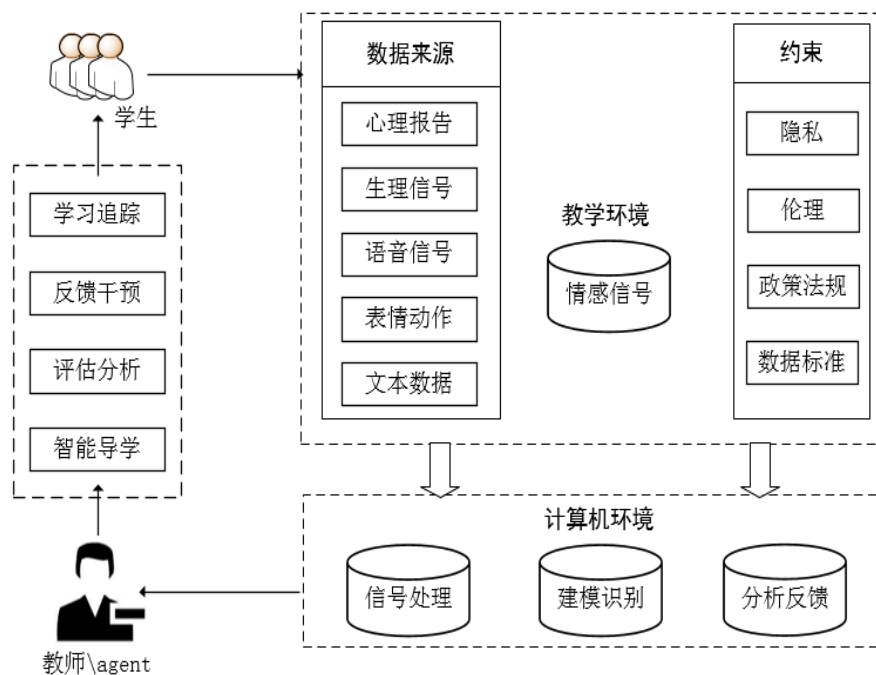 学生
学习追踪
反馈干预
评估分析
智能导学
教师\agent
数据来源
心理报告
生理信号
语音信号
表情动作
文本数据
教学环境
情感信号
约束
隐私
伦理
政策法规
数据标准
计算机环境
信号处理
建模识别
分析反馈